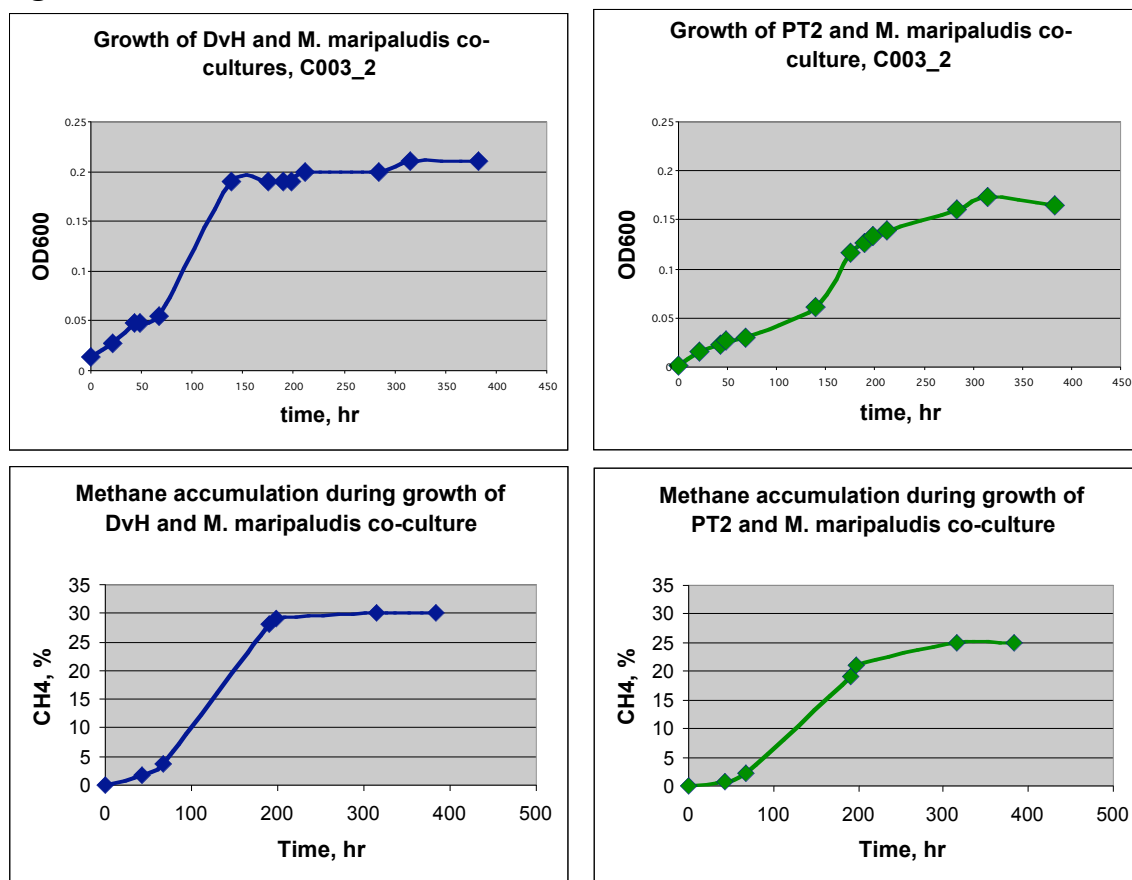 Growth of DvH and M. maripaludis co-
cultures, C003_2
0.25
0.2
0.15
0.1
0.05
0
OD600
0 50 100 150 200 250 300 350 400 450
time, hr
Growth of PT2 and M. maripaludis co-
culture, C003_2
0.25
0.2
0.15
0.1
0.05
0
OD600
0 50 100 150 200 250 300 350 400 450
time, hr
Methane accumulation during growth of
DvH and M. maripaludis co-culture
35
30
25
20
15
10
5
0
CH4, %
0 100 200 300 400 500
Time, hr
Methane accumulation during growth of
PT2 and M. maripaludis co-culture
35
30
25
20
15
10
5
0
CH4, %
0 100 200 300 400 500
Time, hr